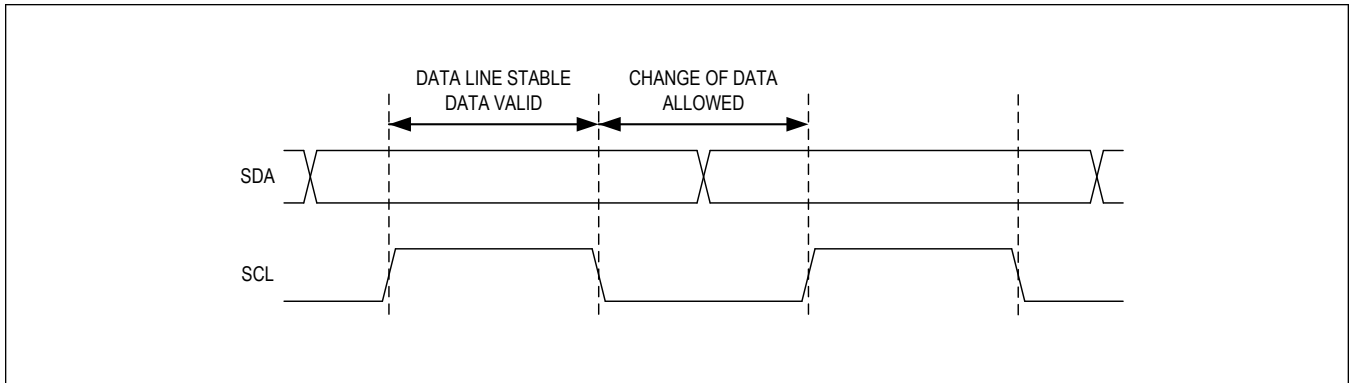 DATA LINE STABLE
DATA VALID
CHANGE OF DATA
ALLOWED
SDA
SCL